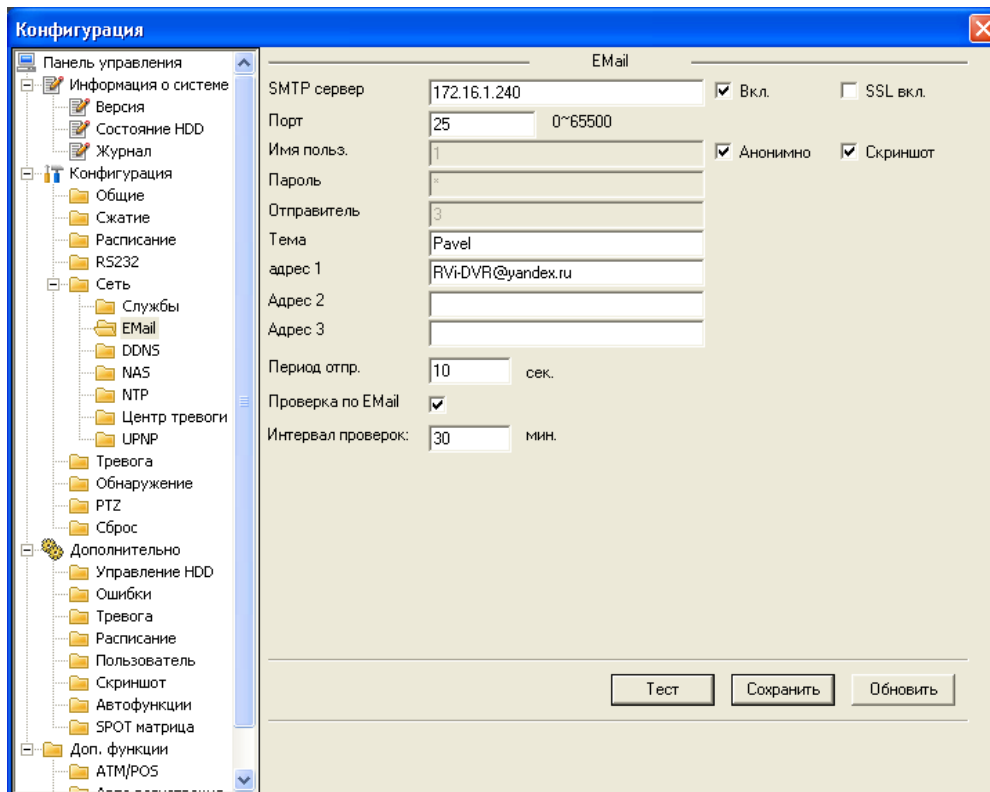 Конфигурация
Панель управления
Информация о системе
Версия
Состояние HDD
Журнал
Конфигурация
Общие
Сжатие
Расписание
RS232
Сеть
Службы
EMail
DDNS
NAS
NTP
Центр тревоги
UPNP
Тревога
Обнаружение
PTZ
Сброс
Дополнительно
Управление HDD
Ошибки
Тревога
Расписание
Пользователь
Скриншот
Автофункции
SPOT матрица
Доп. функции
ATM/POS
EMail
SMTP сервер 172.16.1.240 Вкл. SSL вкл.
Порт 25 0~65500
Имя польз. 1 Анонимно Скриншот
Пароль *
Отправитель 3
Тема Pavel
адрес 1 RVi-DVR@yandex.ru
Адрес 2
Адрес 3
Период отпр. 10 сек.
Проверка по EMail
Интервал проверок: 30 мин.
Тест Сохранить Обновить